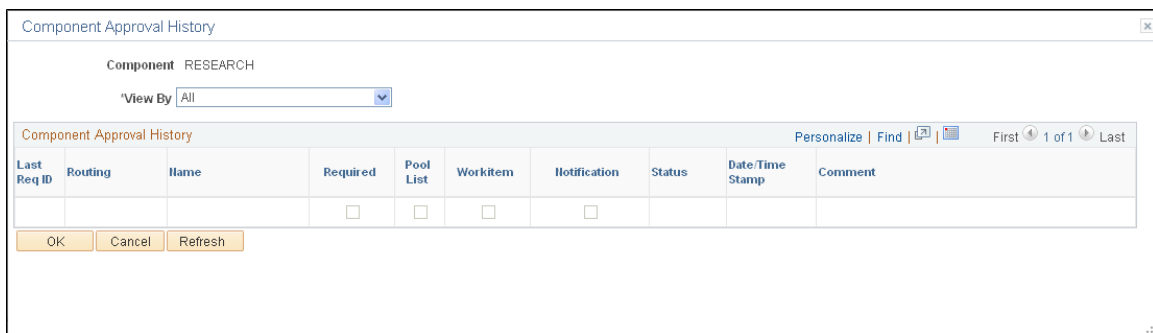 Component Approval History
Component RESEARCH
*View By All
Component Approval History Personalize | Find | | First 1 of 1 Last
Last Req ID Routing Name Required Pool List Workitem Notification Status Date/Time Stamp Comment
OK Cancel Refresh